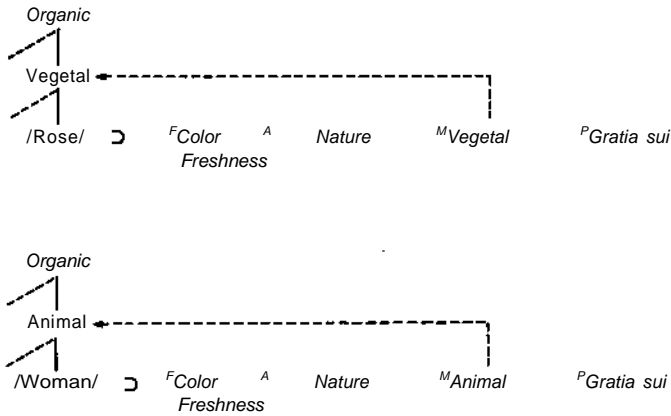 Organic
Vegetal
/Rose/ ⊃ ᶠColor ᴬ Nature ᴹVegetal ᴾGratia sui
Freshness
Organic
Animal
/Woman/ ⊃ ᶠColor ᴬ Nature ᴹAnimal ᴾGratia sui
Freshness